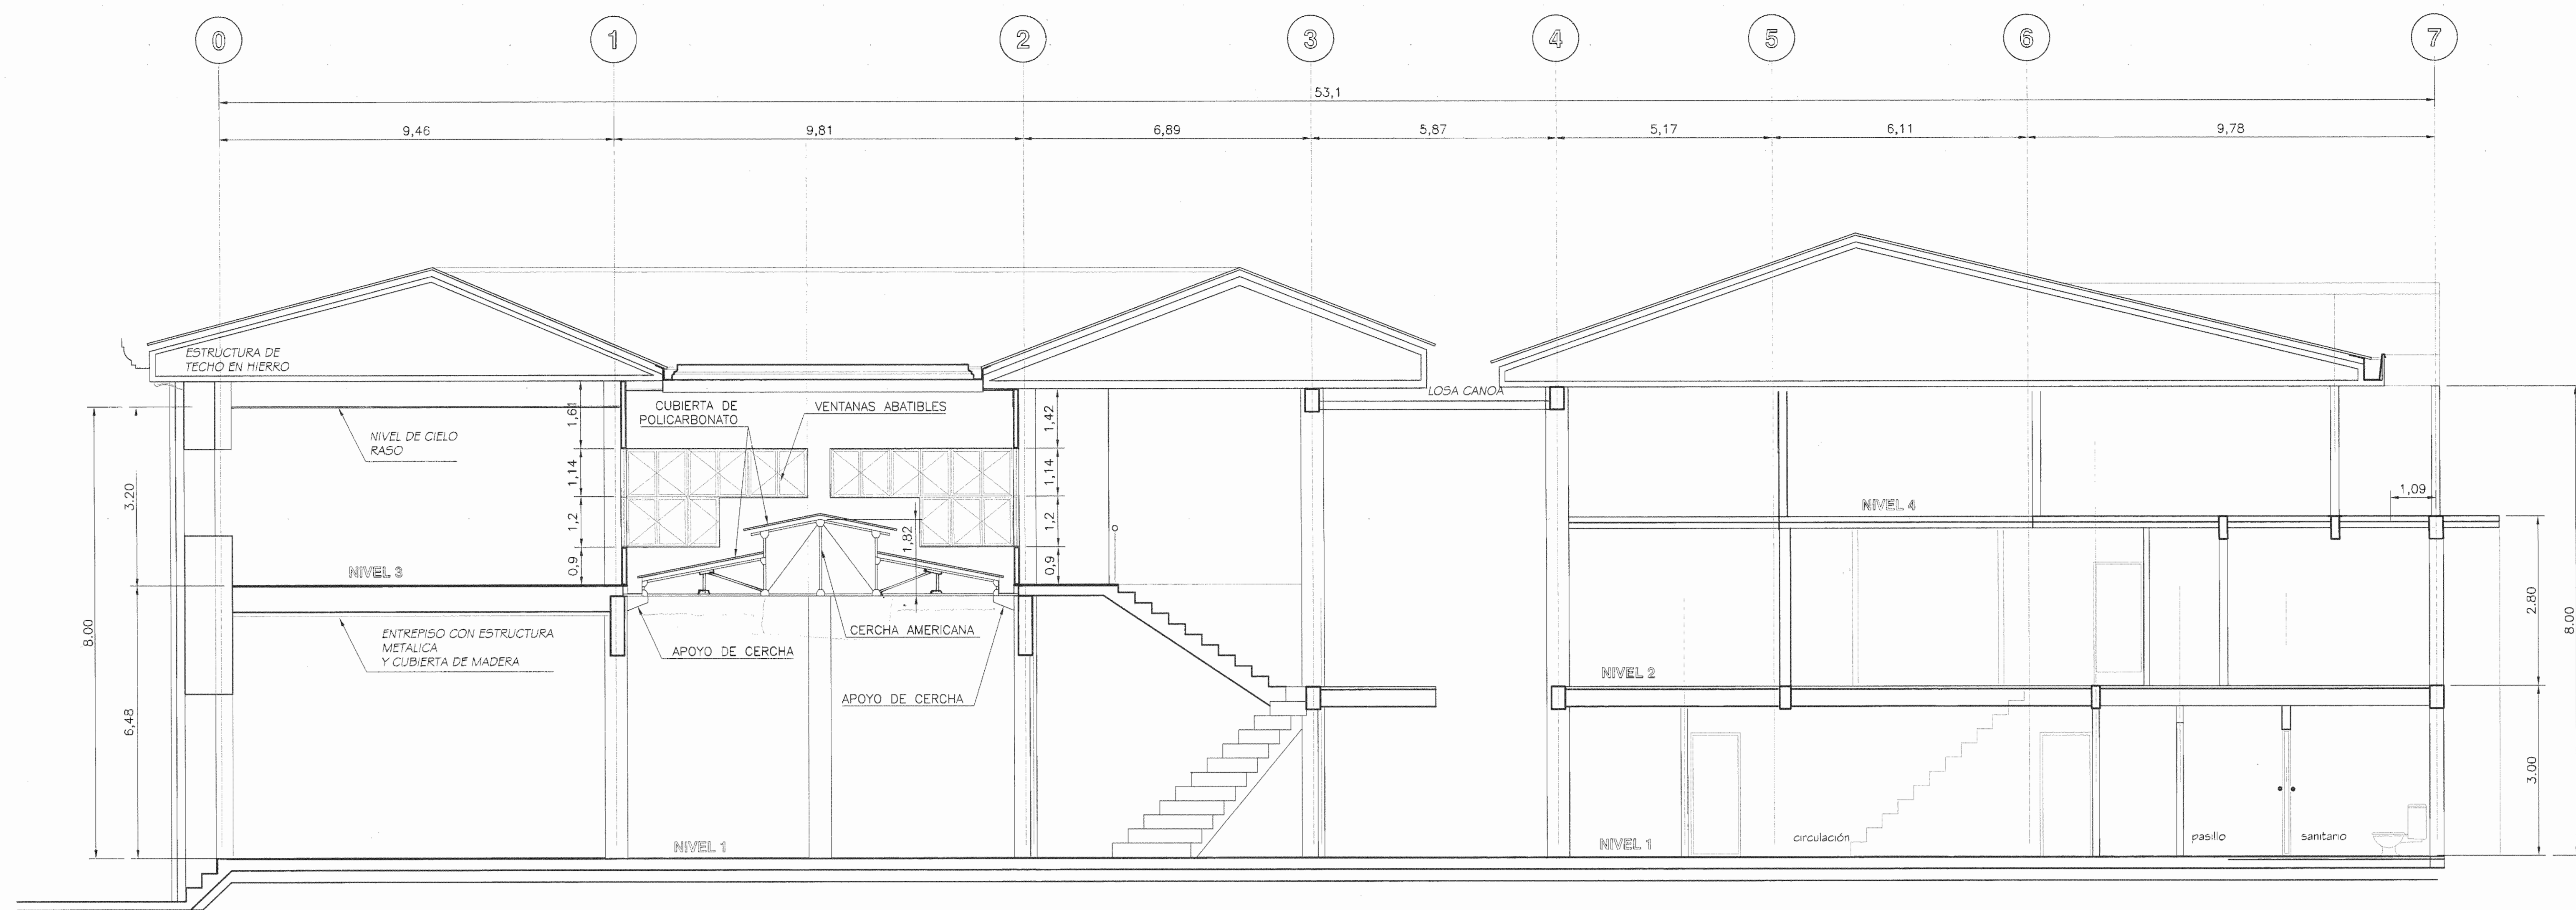 0
1
2
3
4
5
6
7
53,1
9,46
9,81
6,89
5,87
5,17
6,11
9,78
ESTRUCTURA DE
TECHO EN HIERRO
NIVEL DE CIELO
RASO
CUBIERTA DE
POLICARBONATO
VENTANAS ABATIBLES
LOSA CANOA
1,61
1,14
1,2
0,9
1,42
1,14
1,2
0,9
1,82
3.20
8.00
6,48
NIVEL 3
ENTREPISO CON ESTRUCTURA
METALICA
Y CUBIERTA DE MADERA
APOYO DE CERCHA
CERCHA AMERICANA
APOYO DE CERCHA
NIVEL 4
1,09
NIVEL 2
2.80
8.00
3.00
NIVEL 1
NIVEL 1
circulación
pasillo
sanitario